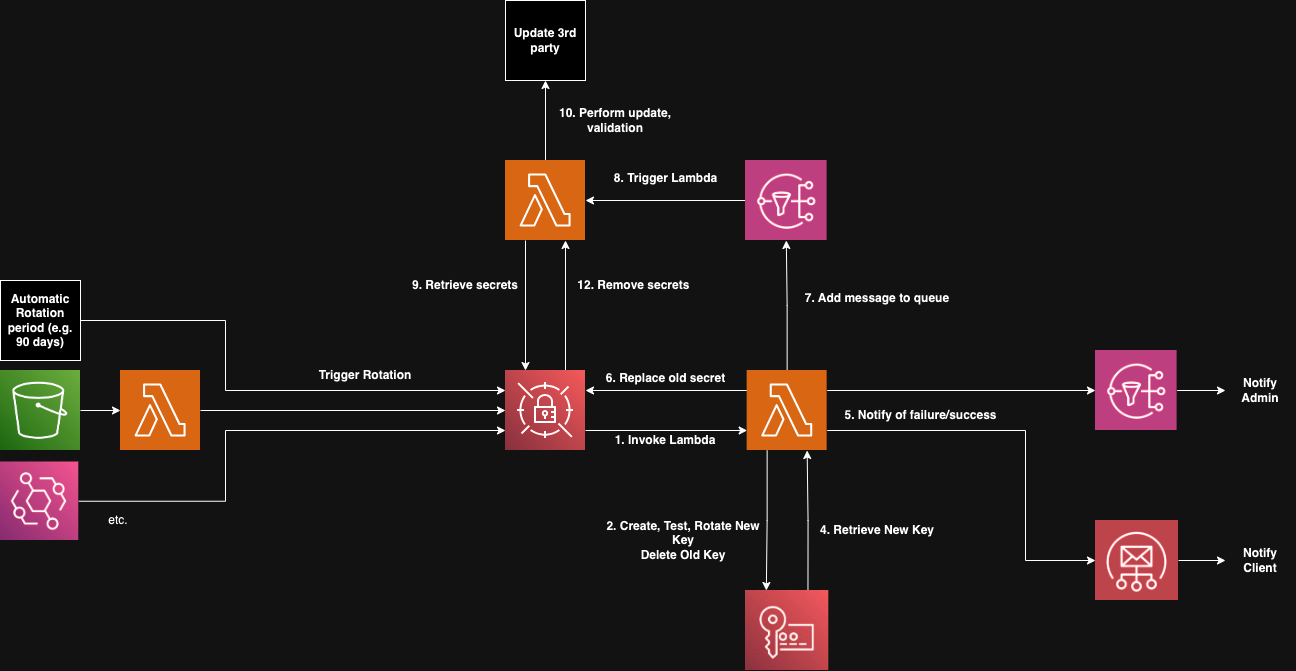 Update 3rd
party
10. Perform update,
validation
8. Trigger Lambda
9. Retrieve secrets
12. Remove secrets
7. Add message to queue
Automatic
Rotation
period (e.g.
90 days)
Trigger Rotation
6. Replace old secret
1. Invoke Lambda
5. Notify of failure/success
Notify
Admin
etc.
2. Create, Test, Rotate New
Key
Delete Old Key
4. Retrieve New Key
Notify
Client